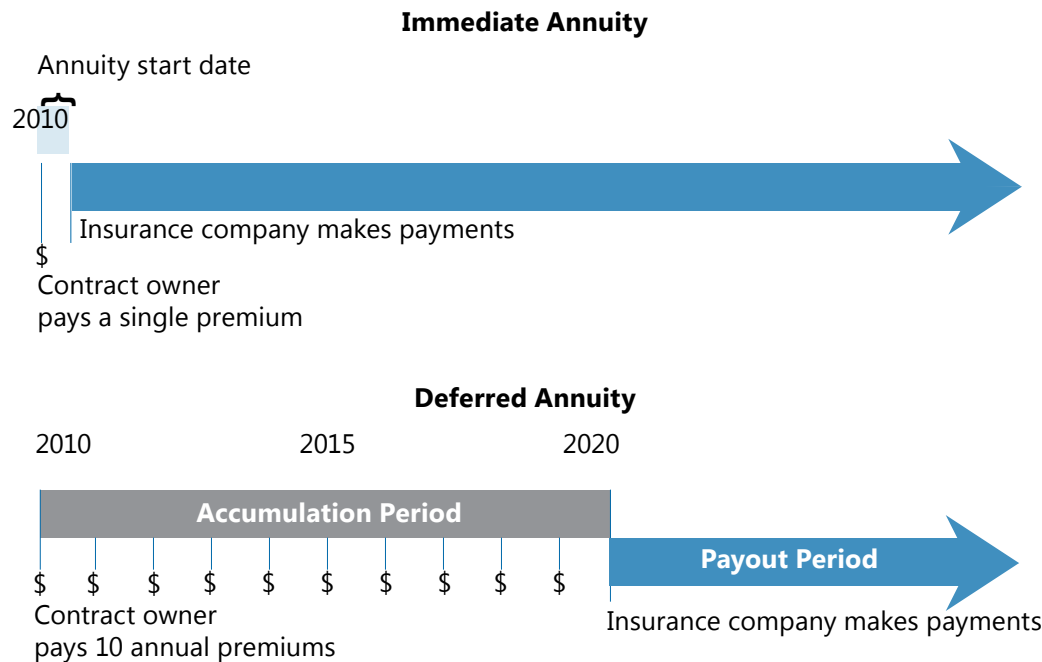 Immediate Annuity
Annuity start date
2010
Insurance company makes payments
$
Contract owner
pays a single premium
Deferred Annuity
2010 2015 2020
Accumulation Period
Payout Period
$ $ $ $ $ $ $ $ $ $
Contract owner
pays 10 annual premiums
Insurance company makes payments